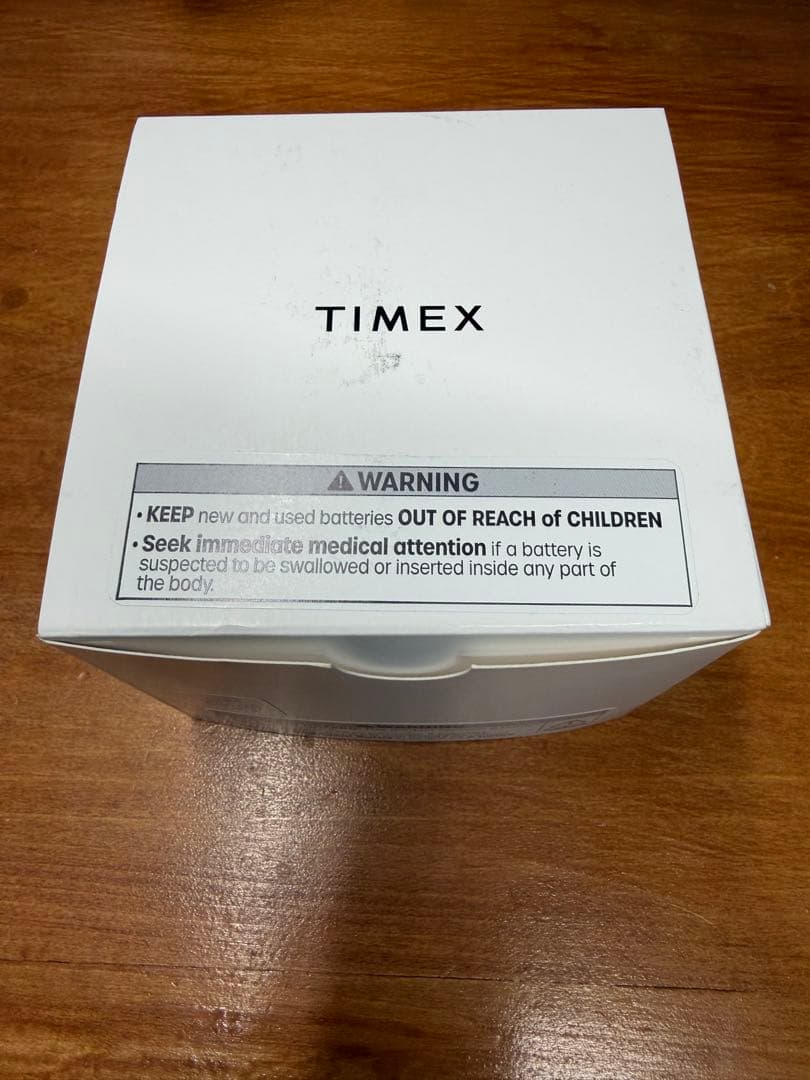 TIMEX
⚠ WARNING
• KEEP new and used batteries OUT OF REACH of CHILDREN
• Seek immediate medical attention if a battery is
suspected to be swallowed or inserted inside any part of
the body.